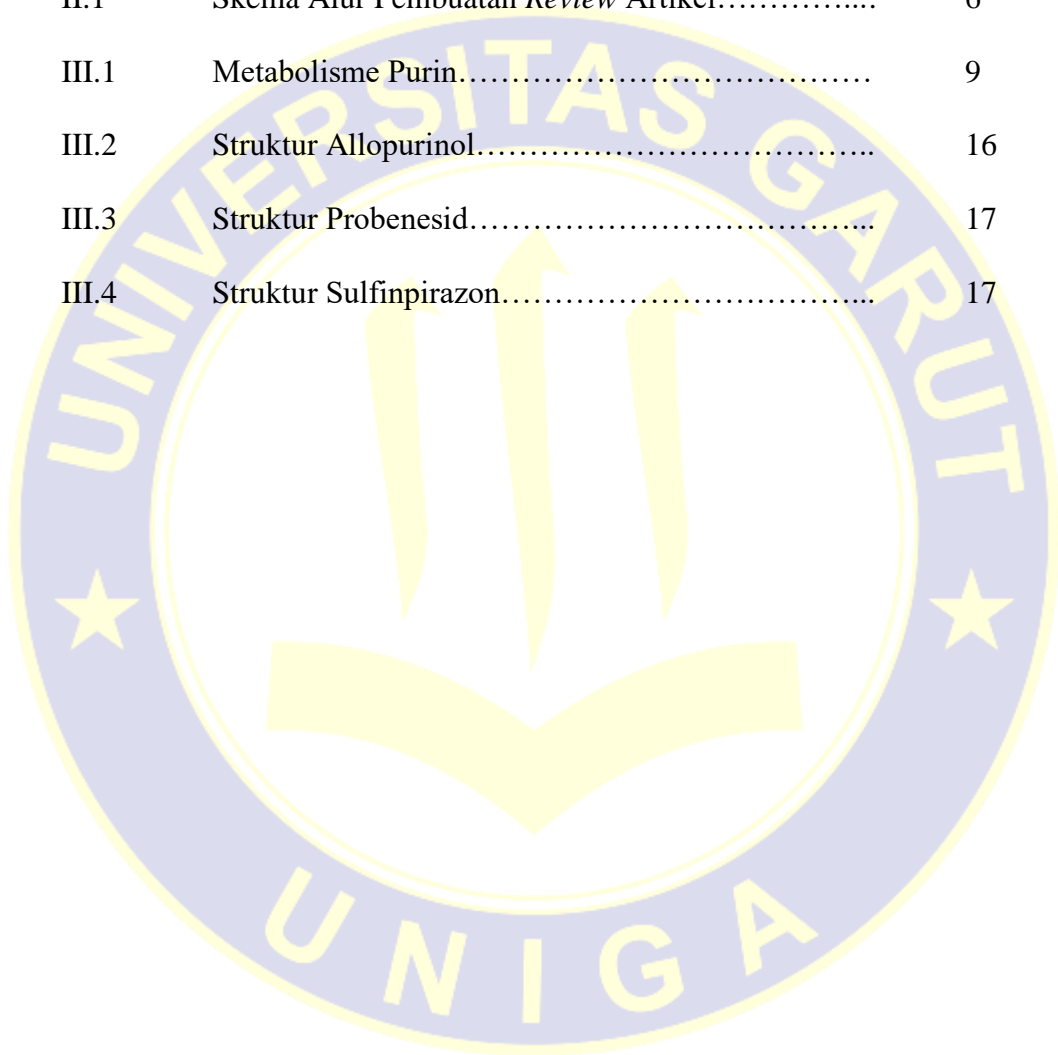 II.1 Skema Alur Pembuatan Review Artikel………….... 6
III.1 Metabolisme Purin………………………………… 9
III.2 Struktur Allopurinol……………………………….. 16
III.3 Struktur Probenesid………………………………... 17
III.4 Struktur Sulfinpirazon…………………………….. 17
UNIVERSITAS GARUT
UNIGA